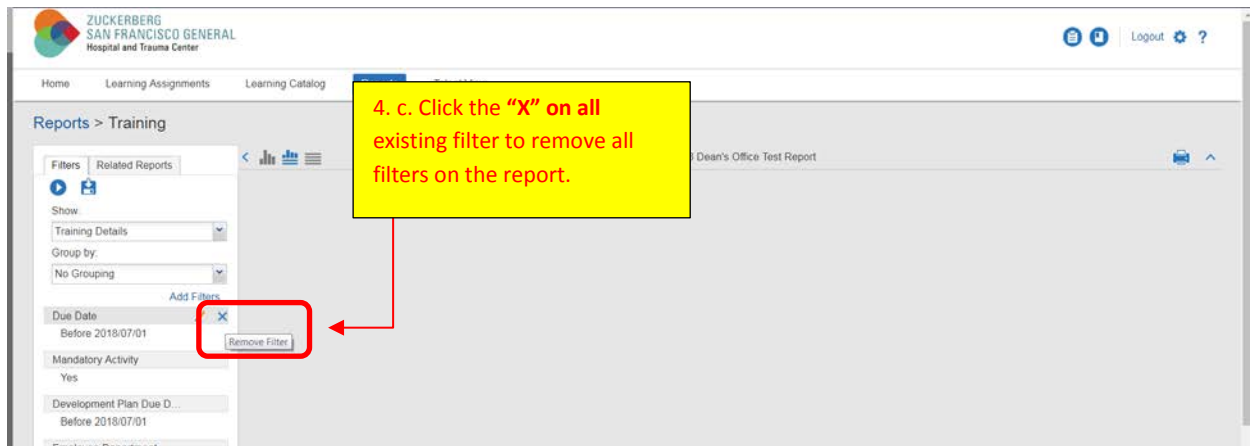 ZUCKERBERG
SAN FRANCISCO GENERAL
Hospital and Trauma Center
Logout ?
Home Learning Assignments Learning Catalog
Reports > Training
4. c. Click the “X” on all
existing filter to remove all
filters on the report.
Filters Related Reports
Dean's Office Test Report
Show
Training Details
Group by:
No Grouping
Add Filters
Due Date
Before 2018/07/01
Remove Filter
Mandatory Activity
Yes
Development Plan Due D...
Before 2018/07/01